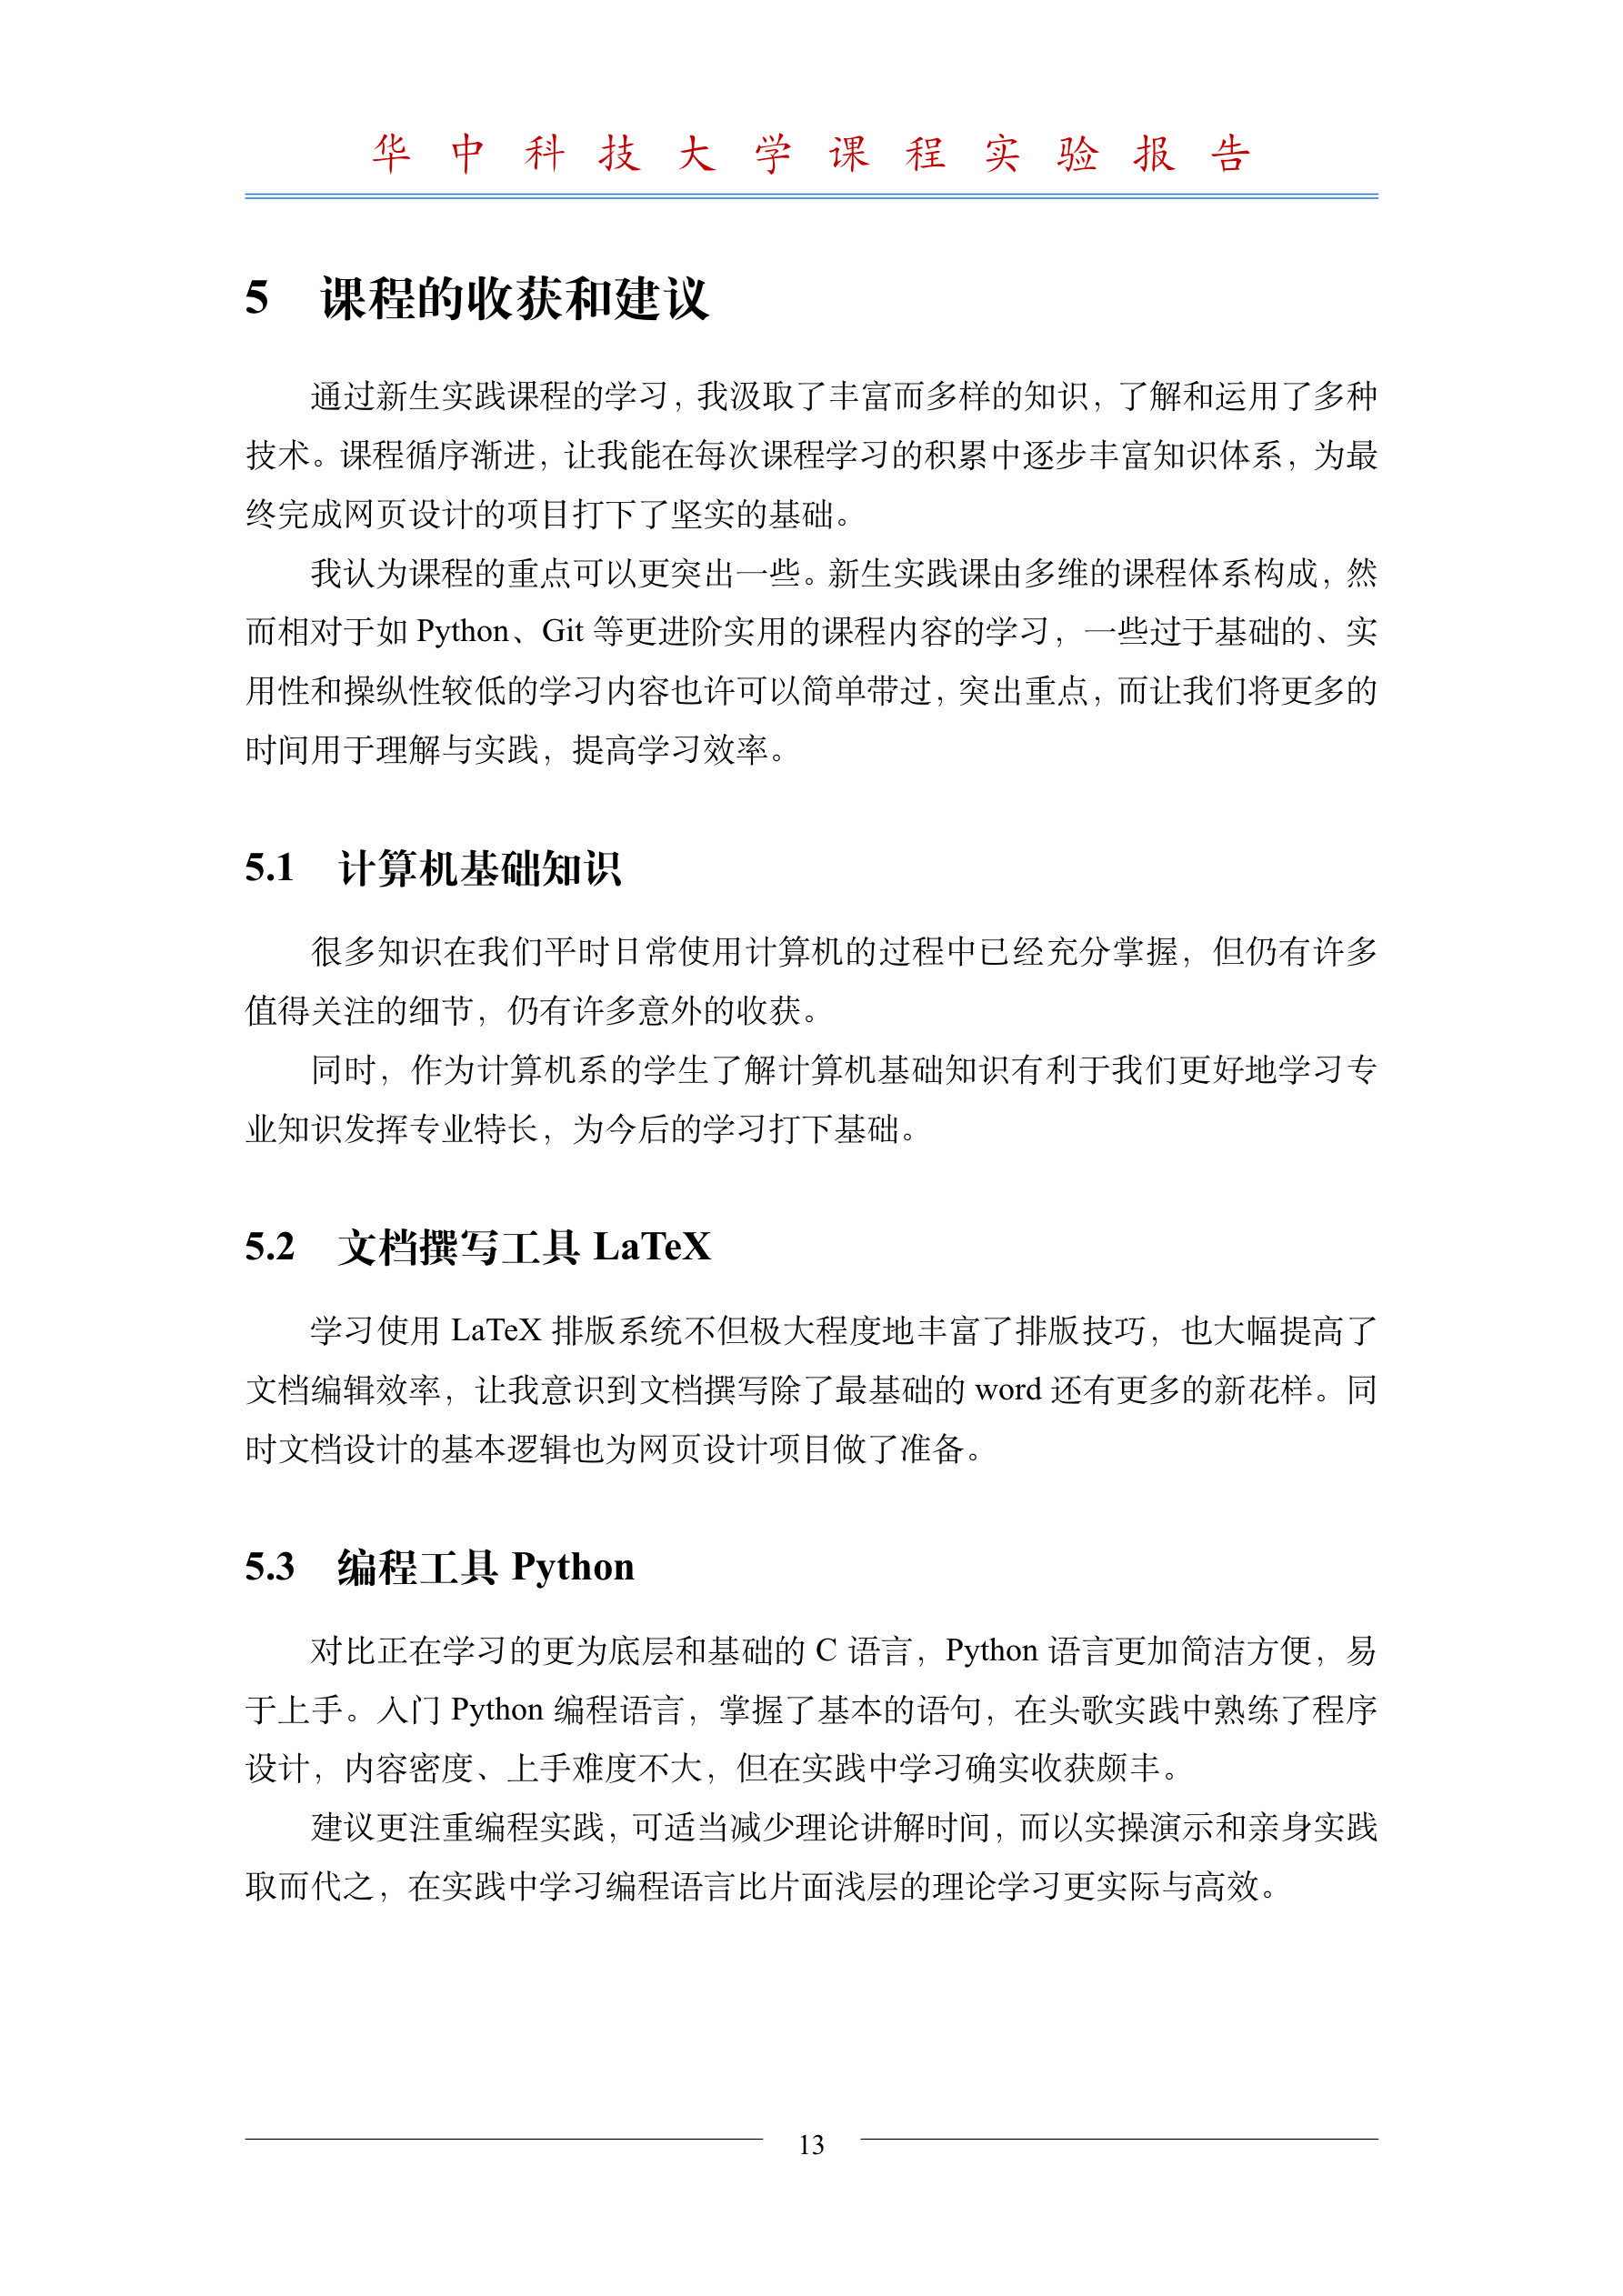 华中科技大学课程实验报告
5 课程的收获和建议
通过新生实践课程的学习，我汲取了丰富而多样的知识，了解和运用了多种
技术。课程循序渐进，让我能在每次课程学习的积累中逐步丰富知识体系，为最
终完成网页设计的项目打下了坚实的基础。
我认为课程的重点可以更突出一些。新生实践课由多维的课程体系构成，然
而相对于如 Python、Git 等更进阶实用的课程内容的学习，一些过于基础的、实
用性和操纵性较低的学习内容也许可以简单带过，突出重点，而让我们将更多的
时间用于理解与实践，提高学习效率。
5.1 计算机基础知识
很多知识在我们平时日常使用计算机的过程中已经充分掌握，但仍有许多
值得关注的细节，仍有许多意外的收获。
同时，作为计算机系的学生了解计算机基础知识有利于我们更好地学习专
业知识发挥专业特长，为今后的学习打下基础。
5.2 文档撰写工具 LaTeX
学习使用 LaTeX 排版系统不但极大程度地丰富了排版技巧，也大幅提高了
文档编辑效率，让我意识到文档撰写除了最基础的 word 还有更多的新花样。同
时文档设计的基本逻辑也为网页设计项目做了准备。
5.3 编程工具 Python
对比正在学习的更为底层和基础的 C 语言，Python 语言更加简洁方便，易
于上手。入门 Python 编程语言，掌握了基本的语句，在头歌实践中熟练了程序
设计，内容密度、上手难度不大，但在实践中学习确实收获颇丰。
建议更注重编程实践，可适当减少理论讲解时间，而以实操演示和亲身实践
取而代之，在实践中学习编程语言比片面浅层的理论学习更实际与高效。
13